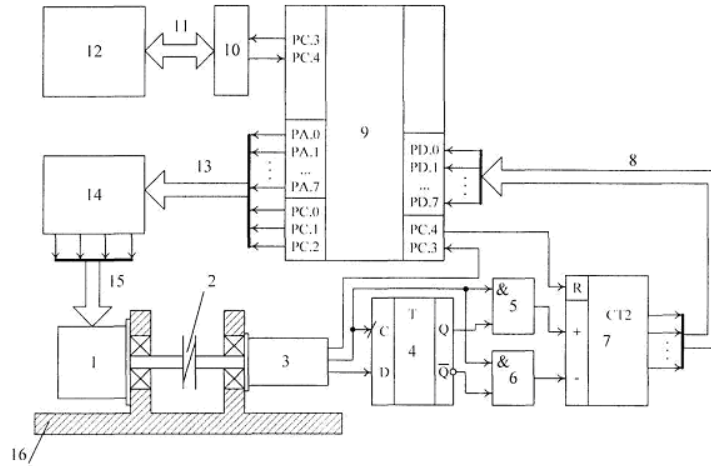 12
11
10
PC.3
PC.4
9
13
PA.0
PA.1
...
PA.7
PC.0
PC.1
PC.2
PD.0
PD.1
...
PD.7
PC.4
PC.3
8
14
15
1
2
3
C
D
T
4
Q
Q
&
5
&
6
R
+
-
CT2
7
16